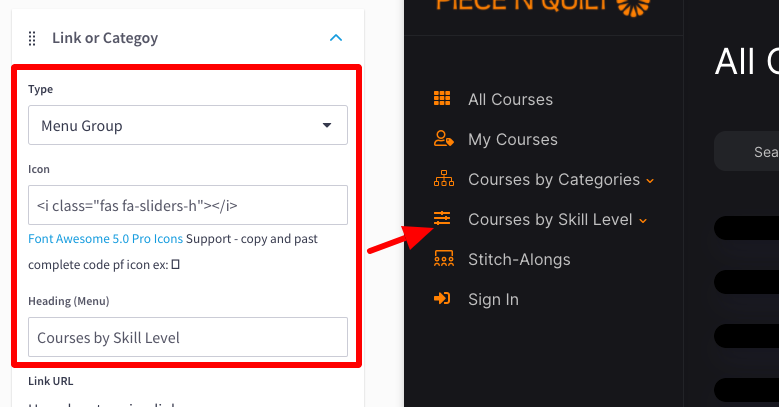 Link or Categoy
Type
Menu Group
Icon
<i class="fas fa-sliders-h"></i>
Font Awesome 5.0 Pro Icons Support - copy and past
complete code pf icon ex:
Heading (Menu)
Courses by Skill Level
Link URL
PIECE N QUILT
All Courses
My Courses
Courses by Categories
Courses by Skill Level
Stitch-Alongs
Sign In
All C
Sea